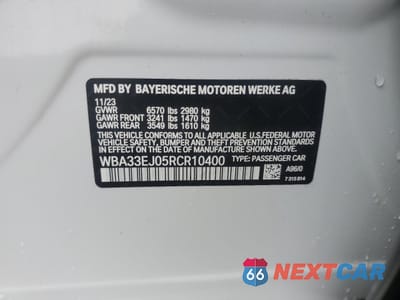 MFD BY BAYERISCHE MOTOREN WERKE AG
11/23
GVWR 6570 lbs 2980 kg
GAWR FRONT 3241 lbs 1470 kg
GAWR REAR 3549 lbs 1610 kg
THIS VEHICLE CONFORMS TO ALL APPLICABLE U.S. FEDERAL MOTOR
VEHICLE SAFETY, BUMPER, AND THEFT PREVENTION STANDARDS
IN EFFECT ON THE DATE OF MANUFACTURE SHOWN ABOVE.
WBA33EJ05RCR10400 TYPE: PASSENGER CAR
A96/0
66 NEXTCAR